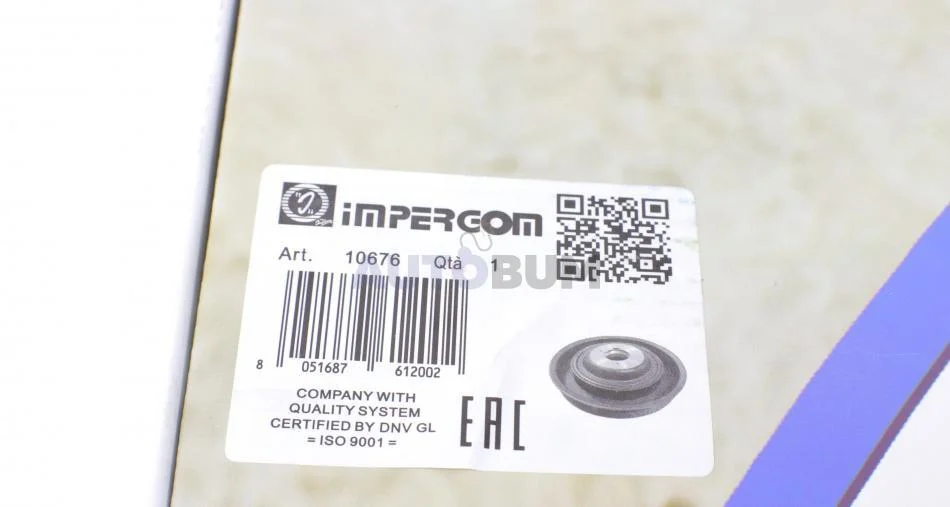 iMPERGOM
Art. 10676 Qtà 1
8 051687 612002
COMPANY WITH
QUALITY SYSTEM
CERTIFIED BY DNV GL
= ISO 9001 =
EAC